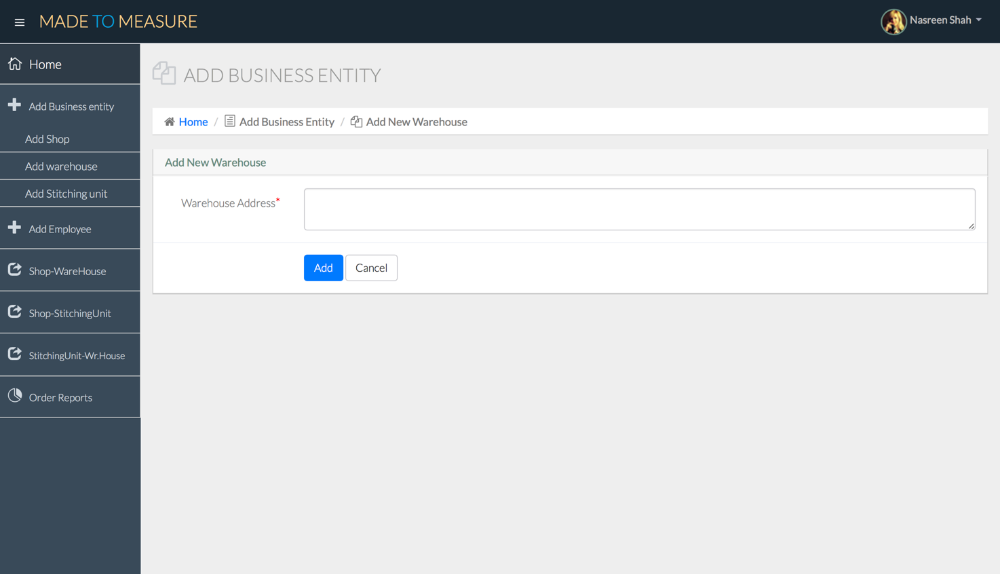 MADE TO MEASURE
Nasreen Shah
Home
Add Business entity
Add Shop
Add warehouse
Add Stitching unit
Add Employee
Shop-WareHouse
Shop-StitchingUnit
StitchingUnit-Wr.House
Order Reports
ADD BUSINESS ENTITY
Home / Add Business Entity / Add New Warehouse
Add New Warehouse
Warehouse Address*
Add Cancel